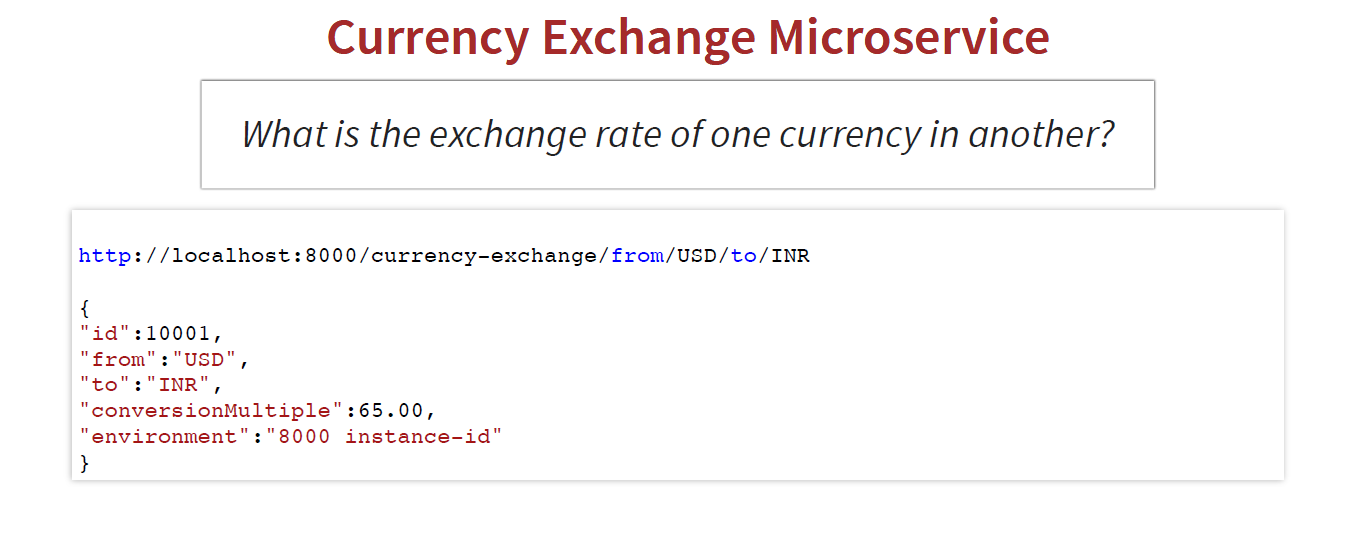 Currency Exchange Microservice
What is the exchange rate of one currency in another?
http://localhost:8000/currency-exchange/from/USD/to/INR
{
"id":10001,
"from":"USD",
"to":"INR",
"conversionMultiple":65.00,
"environment":"8000 instance-id"
}